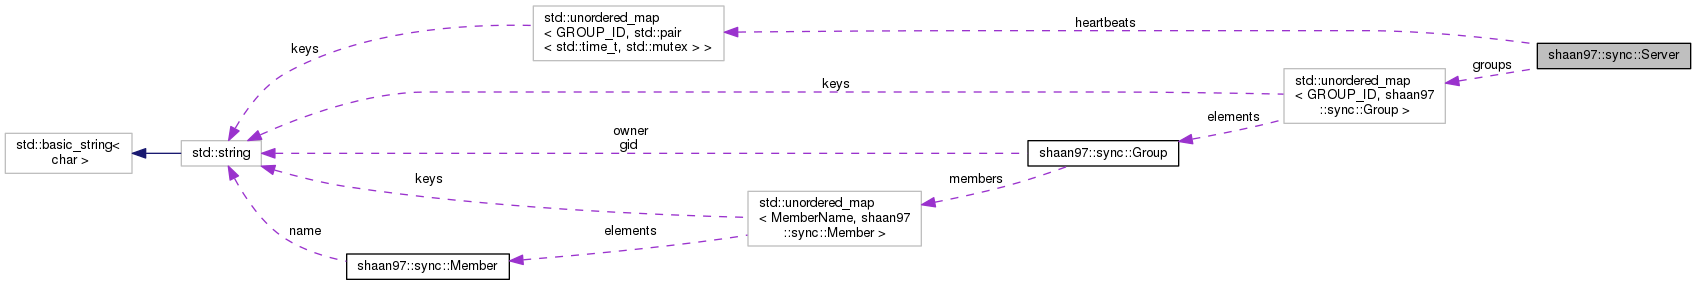 std::unordered_map
< GROUP_ID, std::pair
< std::time_t, std::mutex > >
heartbeats
keys
shaan97::sync::Server
groups
std::unordered_map
< GROUP_ID, shaan97
::sync::Group >
keys
elements
std::basic_string<
char >
std::string
owner
gid
shaan97::sync::Group
keys
members
std::unordered_map
< MemberName, shaan97
::sync::Member >
name
elements
shaan97::sync::Member